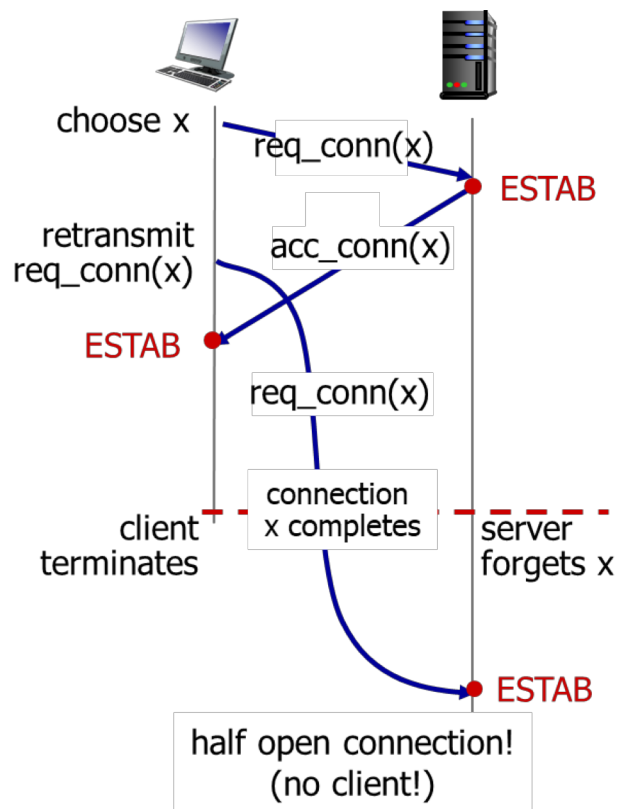 choose x
req_conn(x)
ESTAB
retransmit
req_conn(x)
acc_conn(x)
ESTAB
req_conn(x)
connection
x completes
client
terminates
server
forgets x
ESTAB
half open connection!
(no client!)